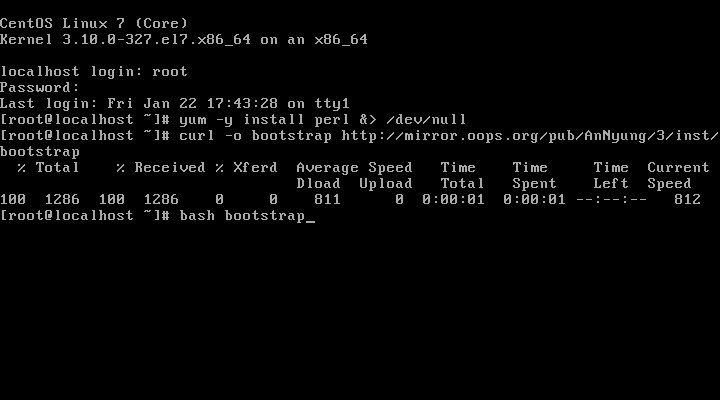 CentOS Linux 7 (Core)
Kernel 3.10.0-327.el7.x86_64 on an x86_64
localhost login: root
Password:
Last login: Fri Jan 22 17:43:28 on tty1
[root@localhost ~]# yum -y install perl &> /dev/null
[root@localhost ~]# curl -o bootstrap http://mirror.oops.org/pub/AnNyung/3/inst/
bootstrap
  % Total    % Received % Xferd  Average Speed   Time    Time     Time  Current
                                 Dload  Upload   Total   Spent    Left  Speed
100  1286  100  1286    0     0    811      0  0:00:01  0:00:01 --:--:--   812
[root@localhost ~]# bash bootstrap_